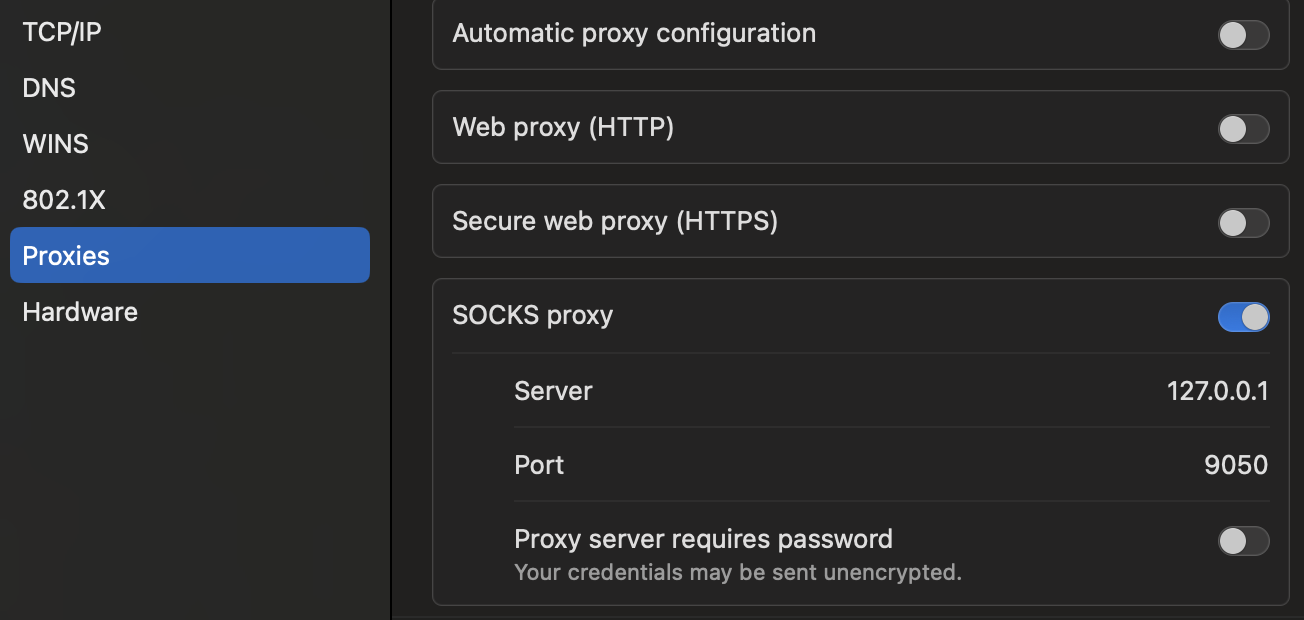 TCP/IP
DNS
WINS
802.1X
Proxies
Hardware
Automatic proxy configuration
Web proxy (HTTP)
Secure web proxy (HTTPS)
SOCKS proxy
Server 127.0.0.1
Port 9050
Proxy server requires password
Your credentials may be sent unencrypted.